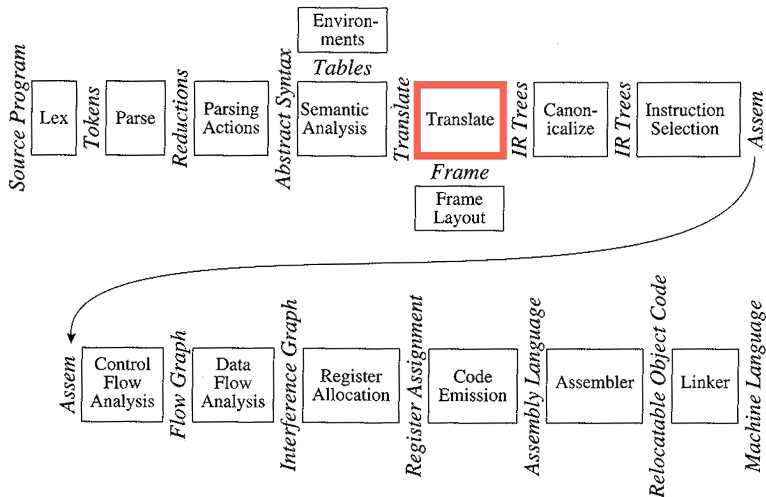 Environ-
ments
Tables
Source Program
Lex
Tokens
Parse
Reductions
Parsing
Actions
Abstract Syntax
Semantic
Analysis
Translate
Translate
Frame
Frame
Layout
IR Trees
Canon-
icalize
IR Trees
Instruction
Selection
Assem
Assem
Control
Flow
Analysis
Flow Graph
Data
Flow
Analysis
Interference Graph
Register
Allocation
Register Assignment
Code
Emission
Assembly Language
Assembler
Relocatable Object Code
Linker
Machine Language